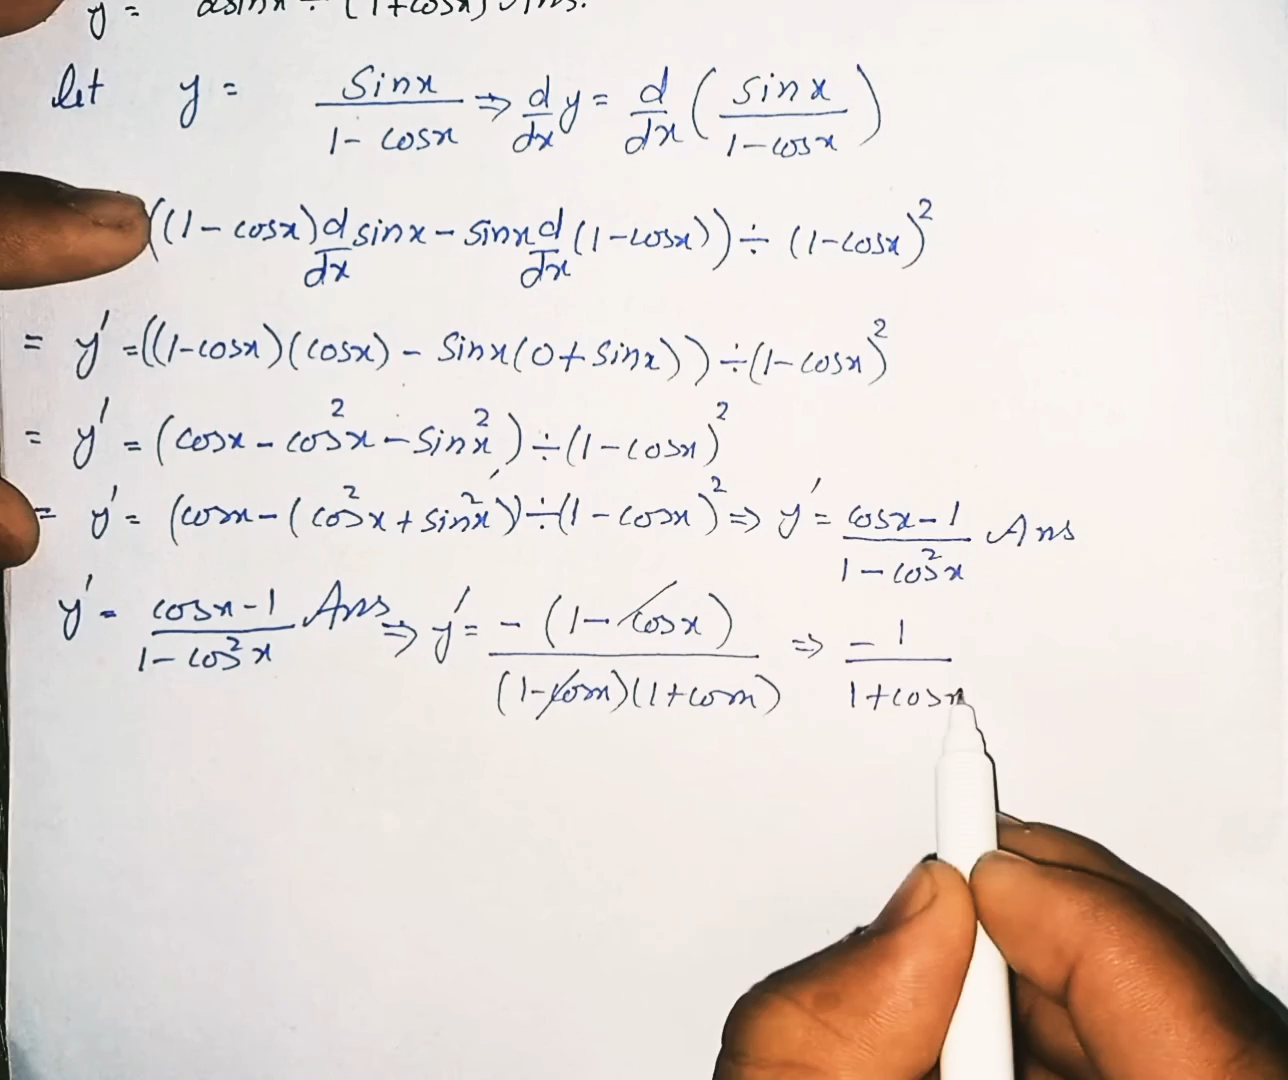 y =
let y = Sinx / 1 - cosx ⇒ d/dx y = d/dx ( sinx / 1-cosx )
((1-cosx) d/dx sinx - sinx d/dx (1-cosx)) ÷ (1-cosx)²
= y' = ((1-cosx)(cosx) - Sinx(0+Sinx)) ÷ (1-cosx)²
= y' = (cosx - cos²x - Sin²x) ÷ (1-cosx)²
= y' = (cosx - (cos²x + sin²x)) ÷ (1-cosx)² ⇒ y' = cosx-1 / 1-cos²x Ans
y' = cosx-1 / 1-cos²x Ans ⇒ y' = -(1-cosx) / (1-cosx)(1+cosx) ⇒ -1 / 1+cosx